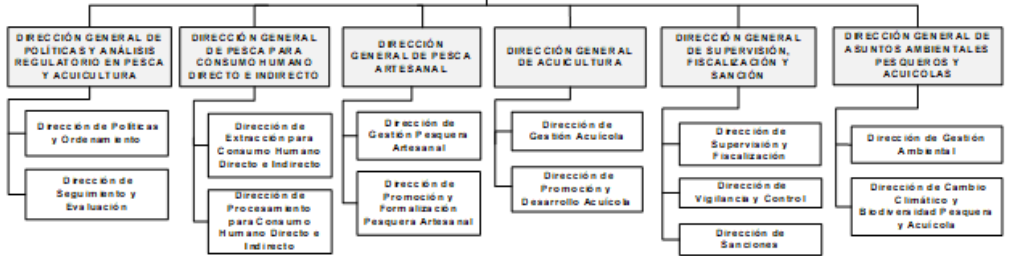 DIRECCIÓN GENERAL DE
POLÍTICAS Y ANÁLISIS
REGULATORIO EN PESCA
Y ACUICULTURA
DIRECCIÓN GENERAL
DE PESCA PARA
CONSUMO HUMANO
DIRECTO E INDIRECTO
DIRECCIÓN
GENERAL DE PESCA
ARTESANAL
DIRECCIÓN GENERAL
DE ACUICULTURA
DIRECCIÓN GENERAL
DE SUPERVISIÓN,
FISCALIZACIÓN Y
SANCIÓN
DIRECCIÓN GENERAL DE
ASUNTOS AMBIENTALES
PESQUEROS Y
ACUICOLAS
Dirección de Políticas
y Ordenamiento
Dirección de
Seguimiento y
Evaluación
Dirección de
Extracción para
Consumo Humano
Directo e Indirecto
Dirección de
Procesamiento
para Consumo
Humano Directo e
Indirecto
Dirección de
Gestión Pesquera
Artesanal
Dirección de
Promoción y
Formalización
Pesquera Artesanal
Dirección de
Gestión Acuícola
Dirección de
Promoción y
Desarrollo Acuícola
Dirección de
Supervisión y
Fiscalización
Dirección de
Vigilancia y Control
Dirección de
Sanciones
Dirección de Gestión
Ambiental
Dirección de Cambio
Climático y
Biodiversidad Pesquera
y Acuícola